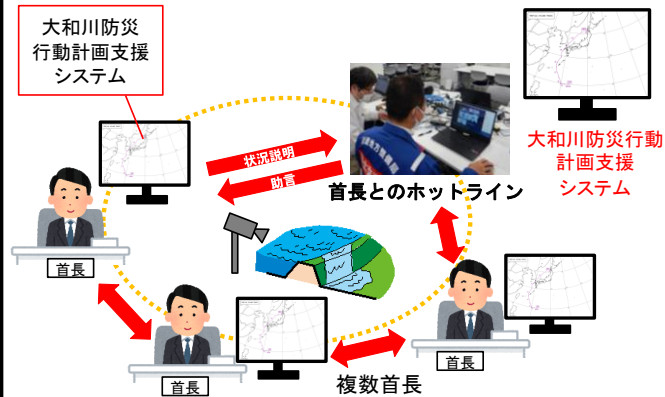 大和川防災
行動計画支援
システム
状況説明
助言
首長とのホットライン
大和川防災行動
計画支援
システム
首長
首長
首長
複数首長